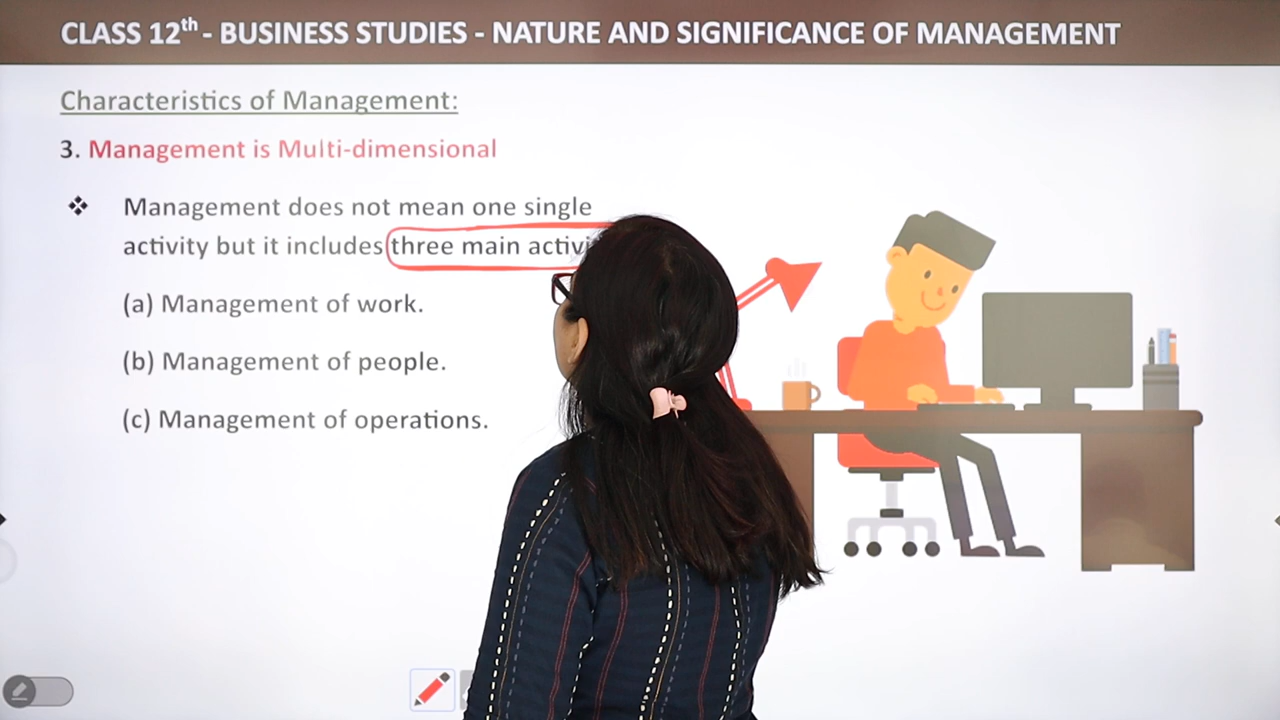 CLASS 12th - BUSINESS STUDIES - NATURE AND SIGNIFICANCE OF MANAGEMENT
Characteristics of Management:
3. Management is Multi-dimensional
❖ Management does not mean one single
activity but it includes three main
(a) Management of work.
(b) Management of people.
(c) Management of operations.